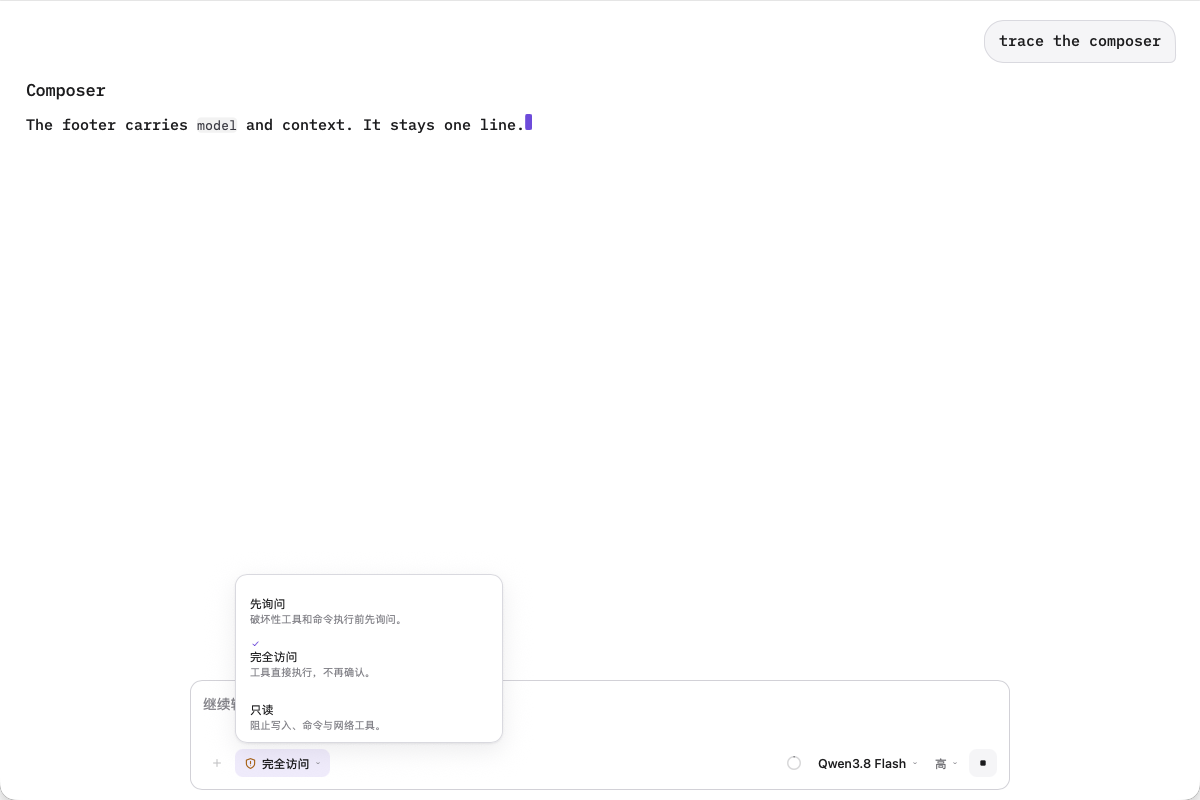 trace the composer
Composer
The footer carries model and context. It stays one line.
先询问
破坏性工具和命令执行前先询问。
完全访问
工具直接执行，不再确认。
只读
阻止写入、命令与网络工具。
继续
完全访问
Qwen3.8 Flash
高